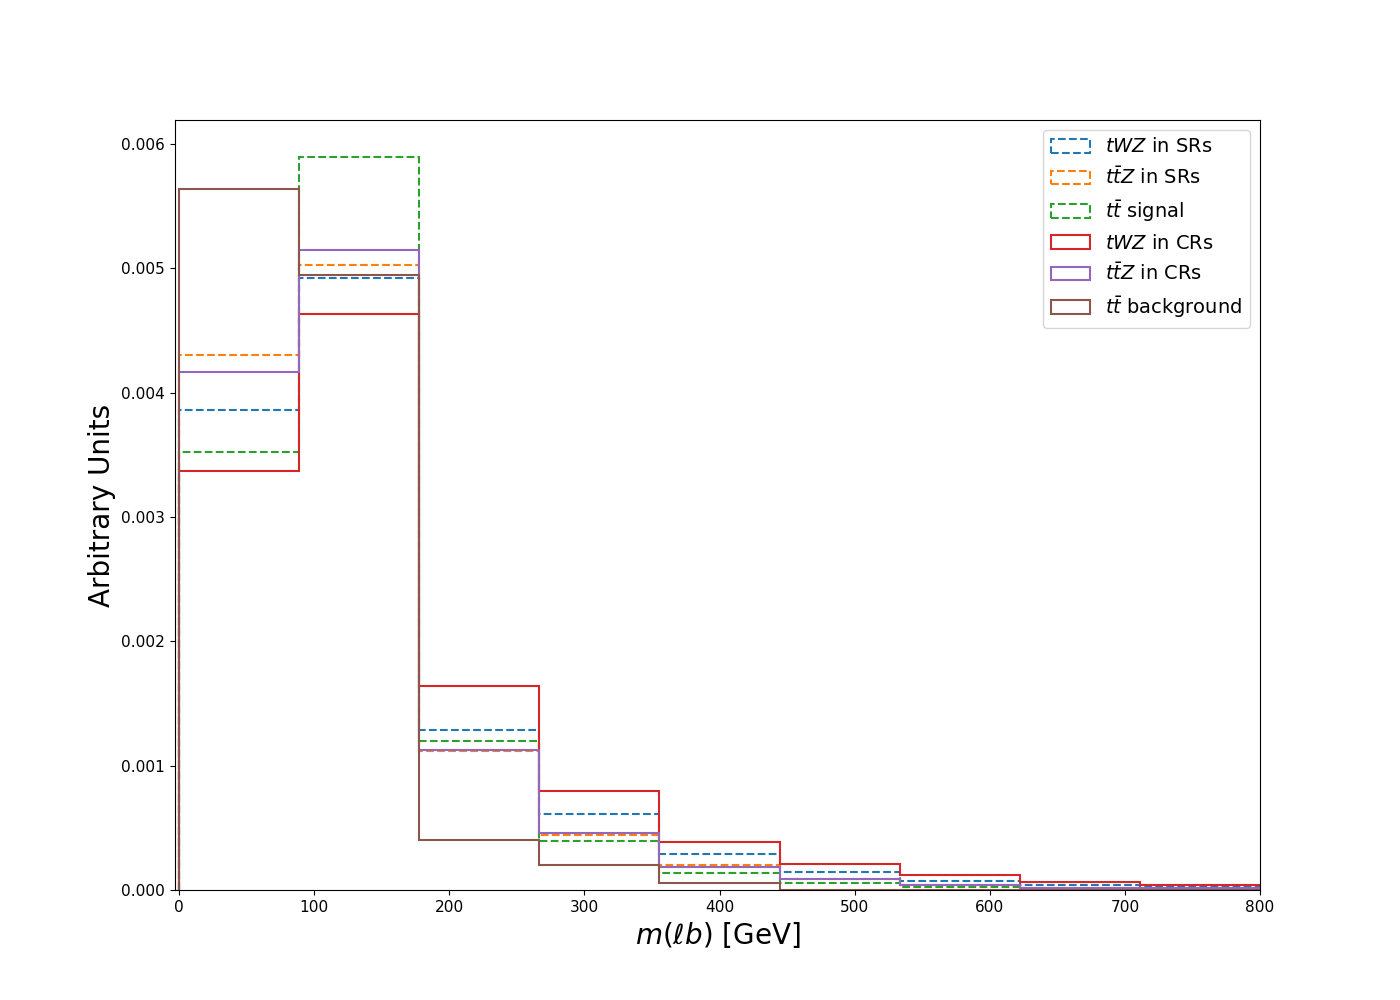 0.006
0.005
0.004
0.003
0.002
0.001
0.000
Arbitrary Units
tWZ in SRs
tt̄Z in SRs
tt̄ signal
tWZ in CRs
tt̄Z in CRs
tt̄ background
0 100 200 300 400 500 600 700 800
m(ℓb) [GeV]